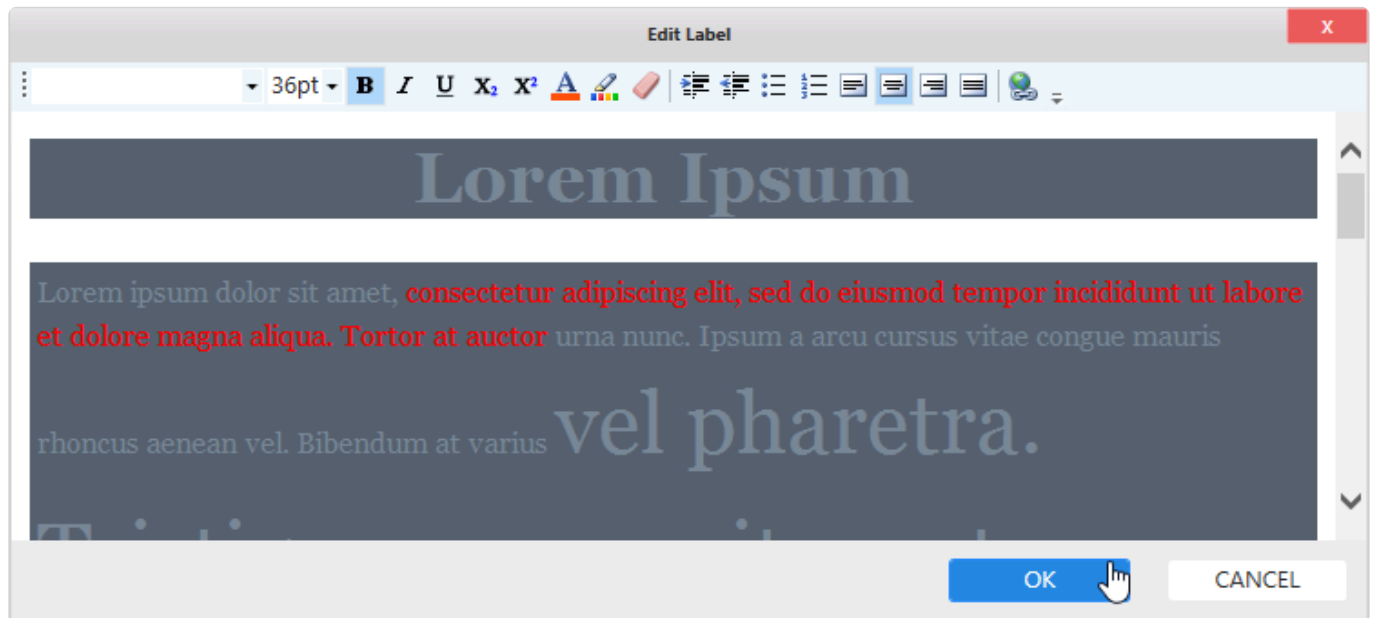 Edit Label
X
36pt B I U X₂ X² A
Lorem Ipsum
Lorem ipsum dolor sit amet, consectetur adipiscing elit, sed do eiusmod tempor incididunt ut labore
et dolore magna aliqua. Tortor at auctor urna nunc. Ipsum a arcu cursus vitae congue mauris
rhoncus aenean vel. Bibendum at varius vel pharetra.
OK CANCEL